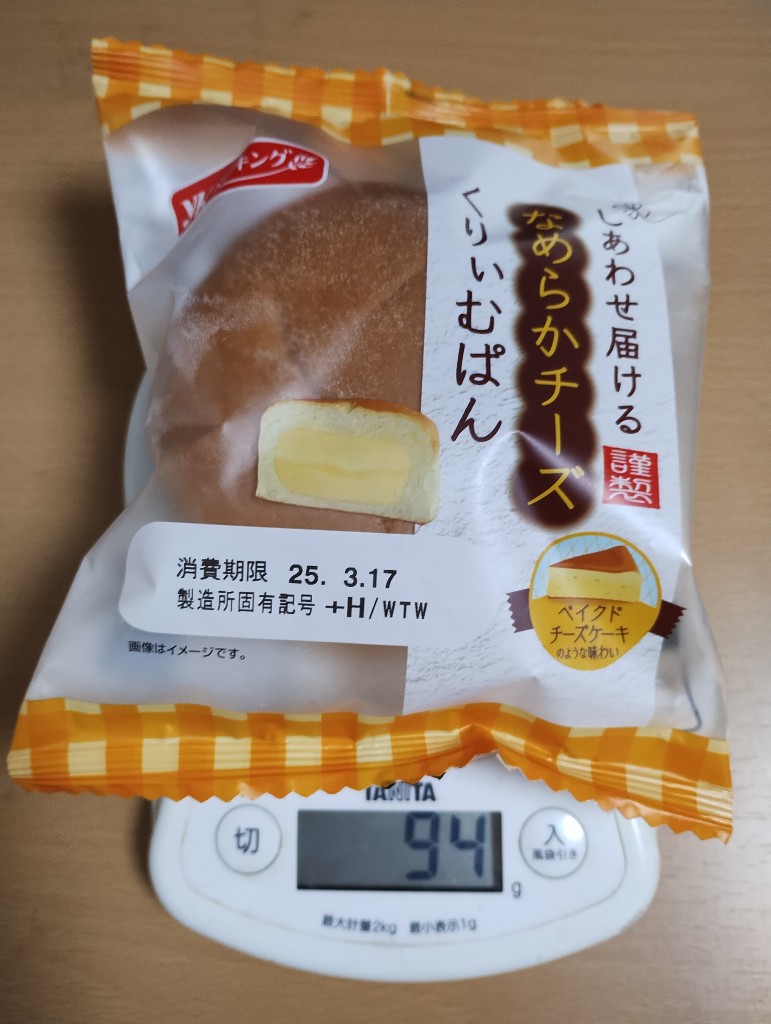 キング
しあわせ届ける
謹製
なめらかチーズ
くりぃむぱん
ベイクド
チーズケーキ
のような味わい
消費期限 25. 3.17
製造所固有記号 +H/WTW
画像はイメージです。
TANITA
切
94
g
入
風袋引き
最大計量2kg 最小表示1g